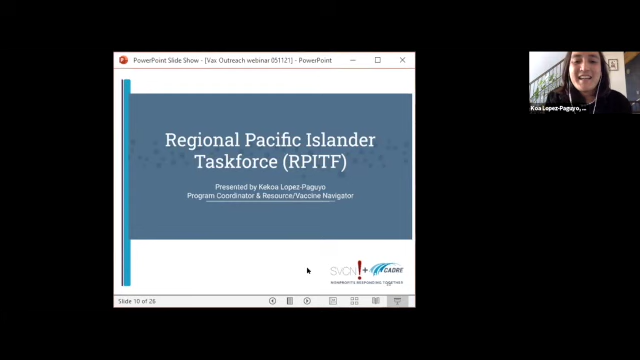 PowerPoint Slide Show - [Vax Outreach webinar 051121] - PowerPoint
Regional Pacific Islander
Taskforce (RPITF)
Presented by Kekoa Lopez-Paguyo
Program Coordinator & Resource/Vaccine Navigator
SVCN! + CADRE
NONPROFITS RESPONDING TOGETHER
Slide 10 of 26
Koa Lopez-Paguyo, ...